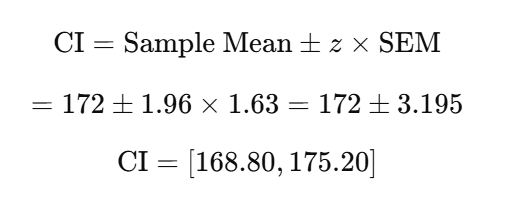 CI = Sample Mean ± z × SEM
= 172 ± 1.96 × 1.63 = 172 ± 3.195
CI = [168.80, 175.20]